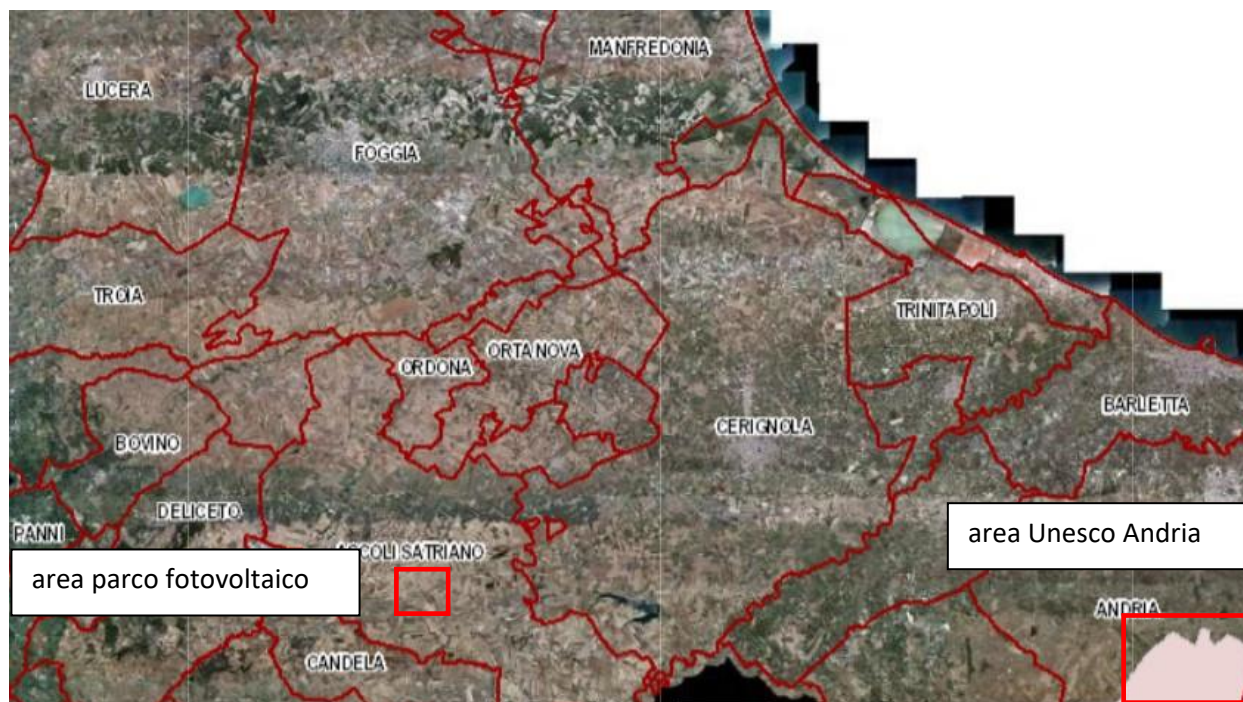 MANFREDONIA
LUCERA
FOGGIA
TROIA
TRINITAPOLI
ORTA NOVA
ORDONA
BARLETTA
CERIGNOLA
BOVINO
DELICETO
PANNI
area Unesco Andria
SATRIANO
area parco fotovoltaico
ANDRIA
CANDELA